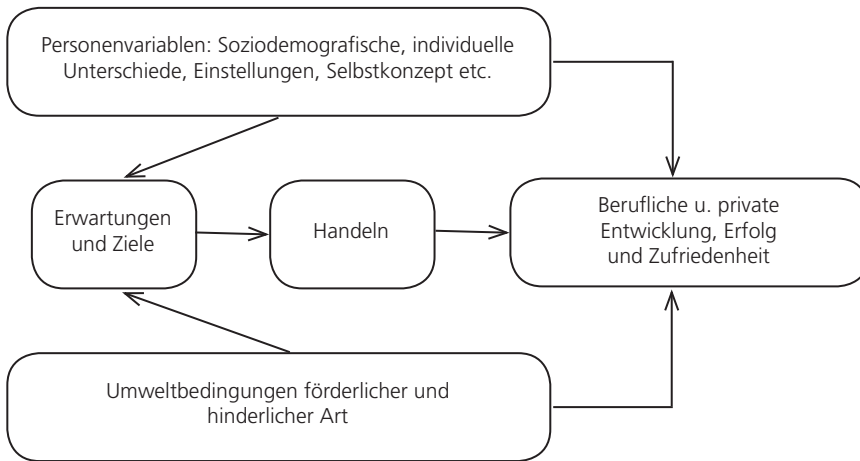 Personenvariablen: Soziodemografische, individuelle
Unterschiede, Einstellungen, Selbstkonzept etc.
Erwartungen
und Ziele
Handeln
Berufliche u. private
Entwicklung, Erfolg
und Zufriedenheit
Umweltbedingungen förderlicher und
hinderlicher Art